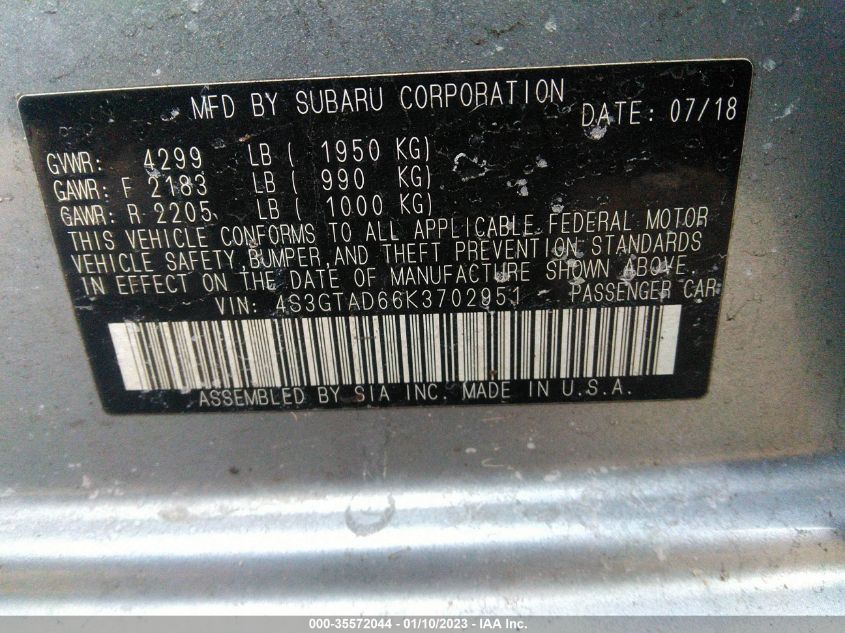 MFD BY SUBARU CORPORATION DATE: 07/18
GVWR: 4299 LB ( 1950 KG)
GAWR: F 2183 LB ( 990 KG)
GAWR: R 2205 LB ( 1000 KG)
THIS VEHICLE CONFORMS TO ALL APPLICABLE FEDERAL MOTOR
VEHICLE SAFETY, BUMPER, AND THEFT PREVENTION STANDARDS
IN EFFECT ON THE DATE OF MANUFACTURE SHOWN ABOVE.
VIN: 4S3GTAD66K3702951 PASSENGER CAR
ASSEMBLED BY SIA INC. MADE IN U.S.A.
000-35572044 - 01/10/2023 - IAA Inc.